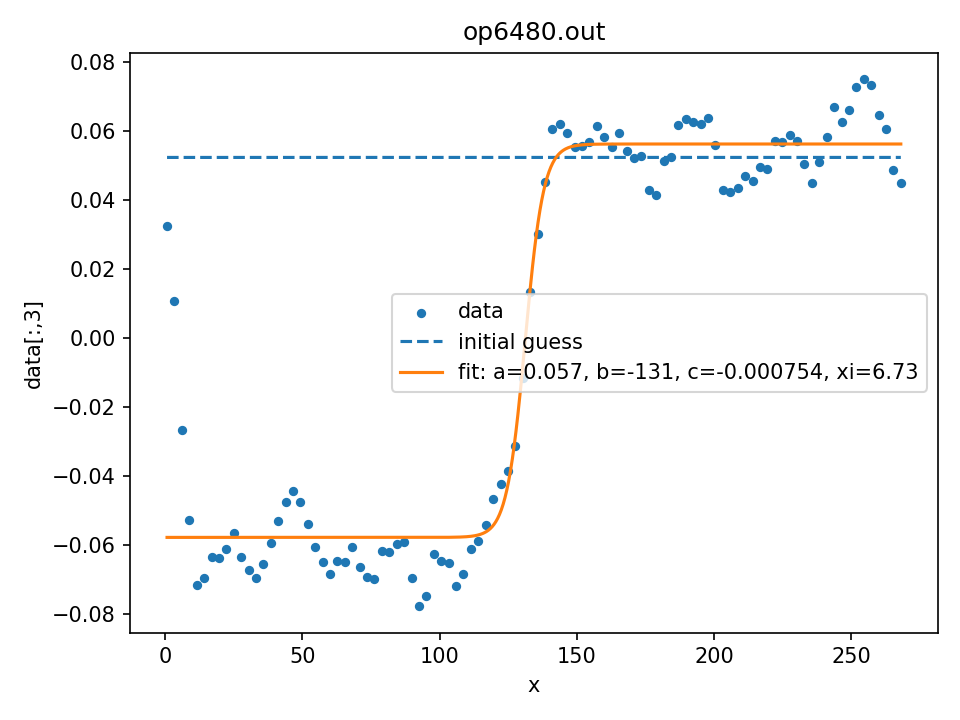 op6480.out
0.08
0.06
0.04
0.02
0.00
−0.02
−0.04
−0.06
−0.08
data[:,3]
data
initial guess
fit: a=0.057, b=-131, c=-0.000754, xi=6.73
0 50 100 150 200 250
x